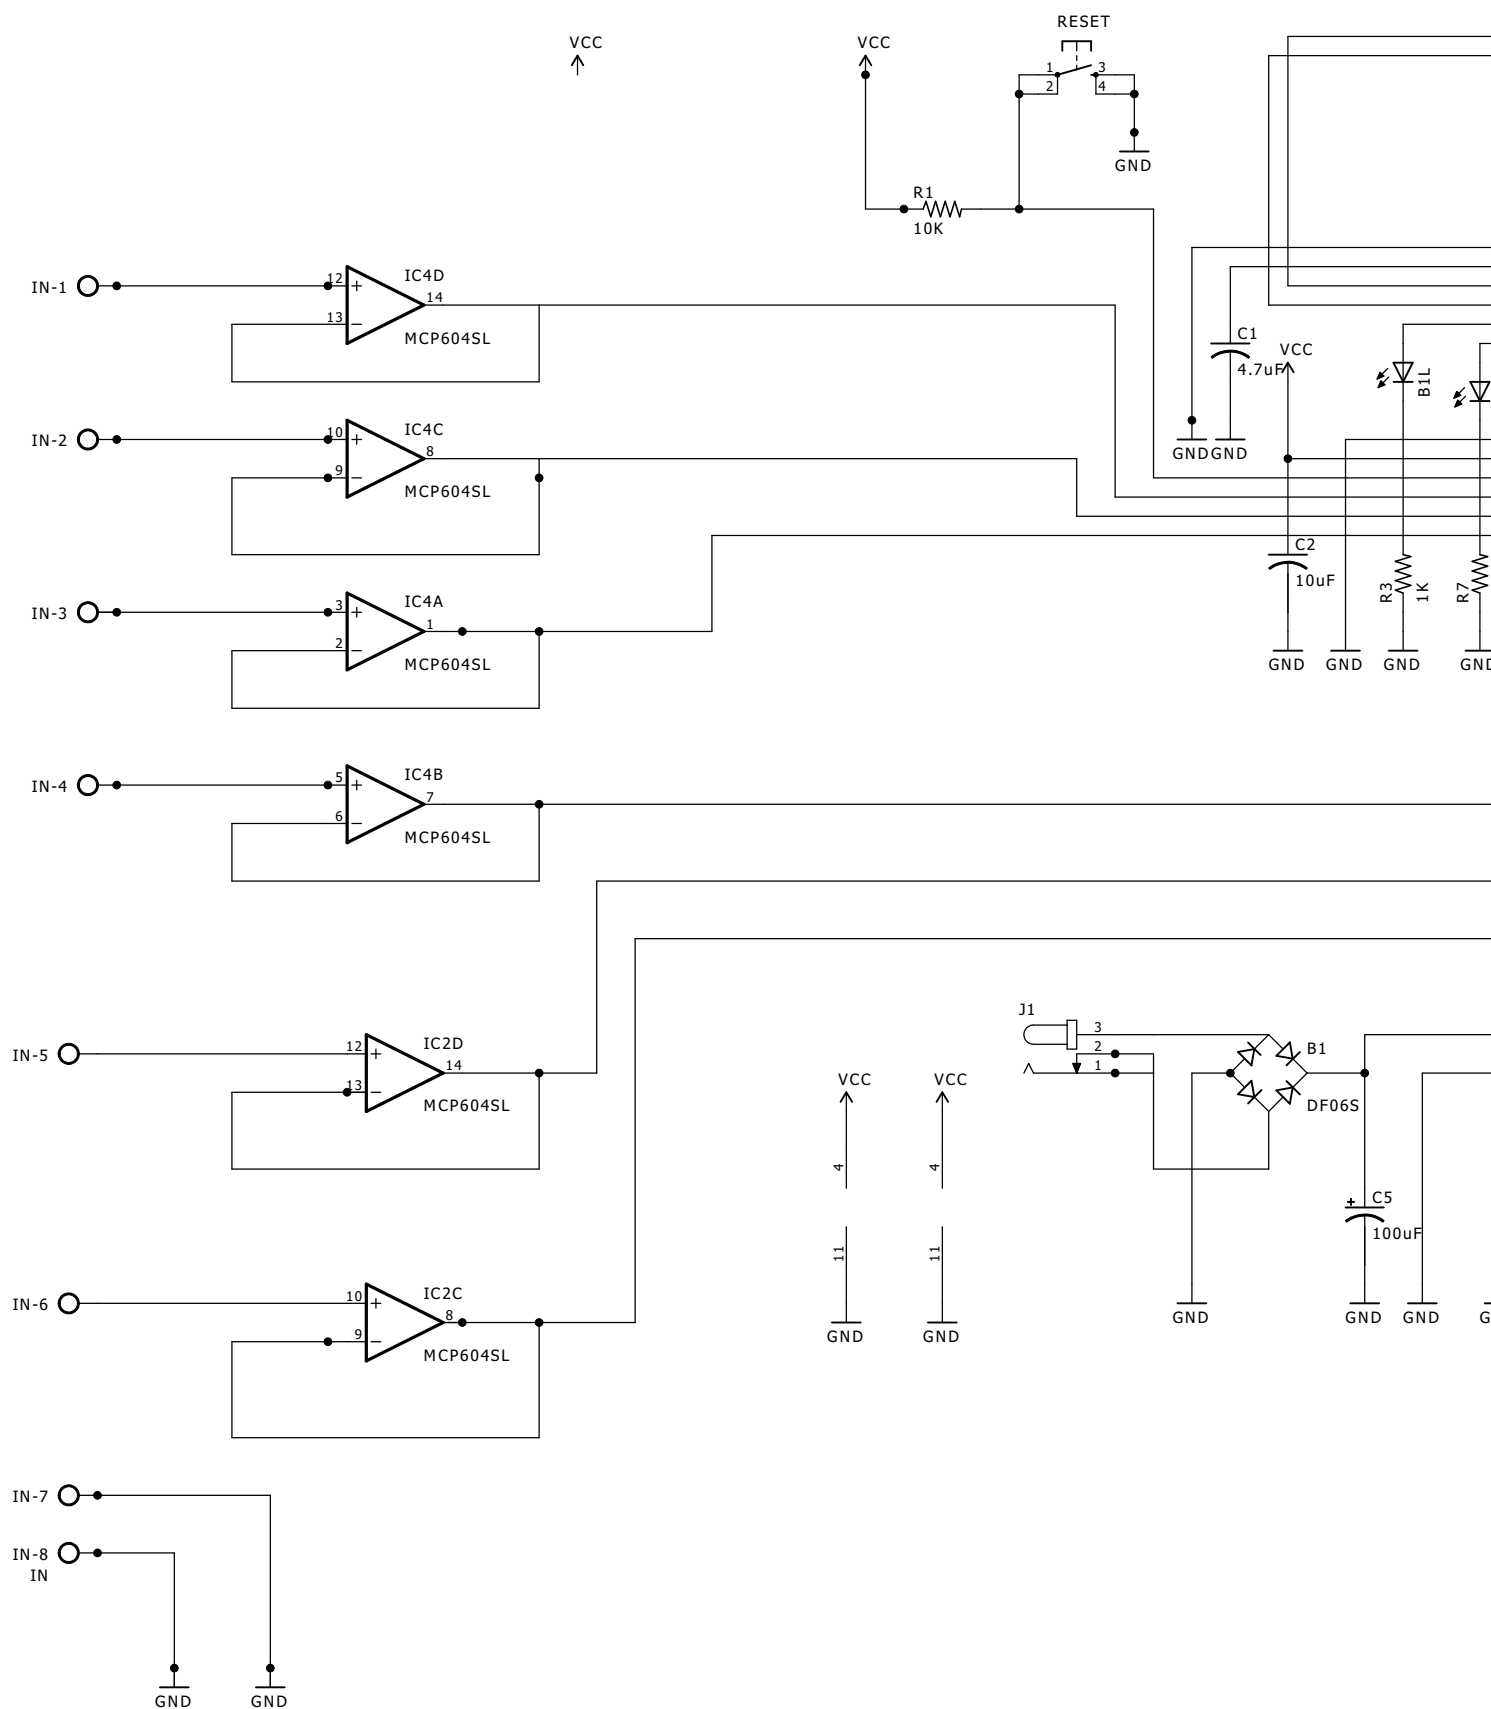 RESET
VCC
VCC
1
3
2
4
GND
R1
10K
IN-1
12
+
IC4D
14
13
−
MCP604SL
C1
VCC
4.7uF
B1L
IN-2
10
+
IC4C
8
9
−
MCP604SL
GND
GND
C2
10uF
R3
1K
R7
IN-3
3
+
IC4A
1
2
−
MCP604SL
GND
GND
GND
GND
IN-4
5
+
IC4B
7
6
−
MCP604SL
J1
3
2
1
B1
DF06S
IN-5
12
+
IC2D
14
13
−
MCP604SL
VCC
VCC
4
4
+
C5
100uF
11
11
IN-6
10
+
IC2C
8
9
−
MCP604SL
GND
GND
GND
GND
GND
IN-7
IN-8
IN
GND
GND